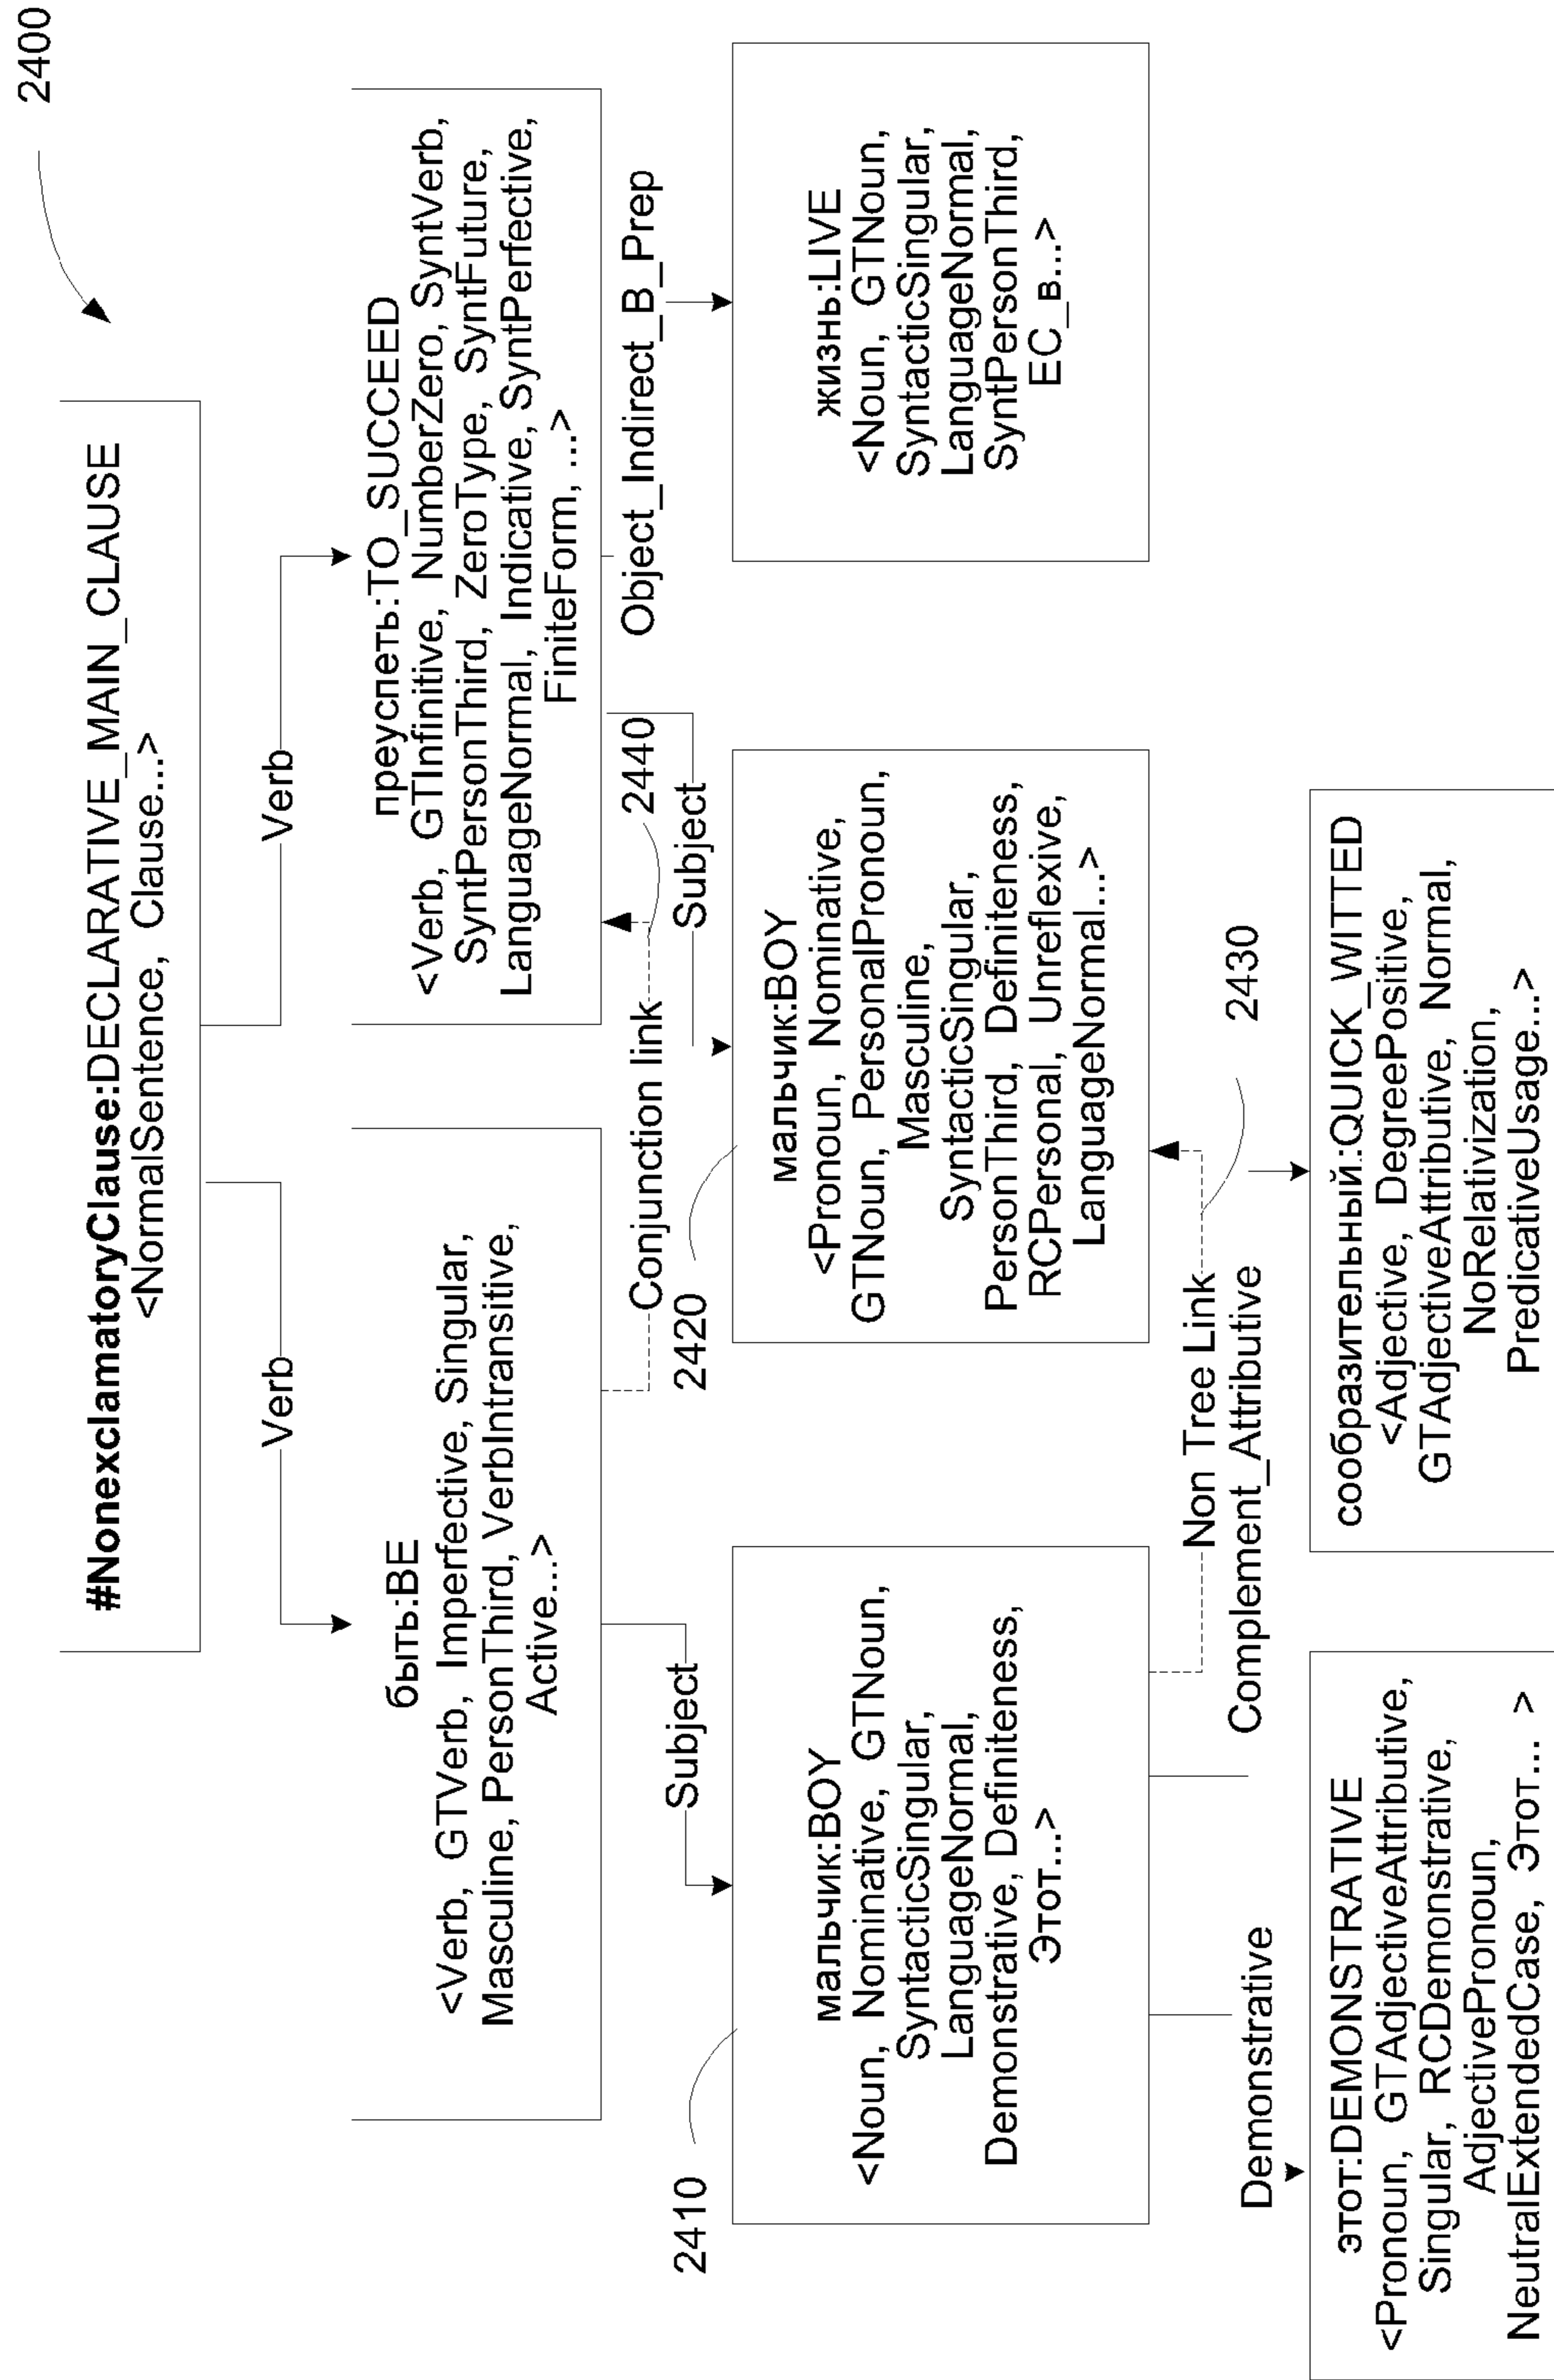 2400
#NonexclamatoryClause:DECLARATIVE_MAIN_CLAUSE
<NormalSentence, Clause...>
Verb
Verb
быть:BE
<Verb, GTVerb, Imperfective, Singular,
Masculine, PersonThird, VerbIntransitive,
Active...>
преуспеть:TO_SUCCEED
<Verb, GTInfinitive, NumberZero, SyntVerb,
SyntPersonThird, ZeroType, SyntFuture,
LanguageNormal, Indicative, SyntPerfective,
FiniteForm, ...>
Subject
Conjunction link
2440
Subject
Object_Indirect_B_Prep
2410
мальчик:BOY
<Noun, Nominative, GTNoun,
SyntacticSingular,
LanguageNormal,
Demonstrative, Definiteness,
Этот...>
2420
мальчик:BOY
<Pronoun, Nominative,
GTNoun, PersonalPronoun,
Masculine,
SyntacticSingular,
PersonThird, Definiteness,
RCPersonal, Unreflexive,
LanguageNormal...>
жизнь:LIVE
<Noun, GTNoun,
SyntacticSingular,
LanguageNormal,
SyntPersonThird,
EC_в...>
Demonstrative
Non Tree Link
Complement_Attributive
2430
этот:DEMONSTRATIVE
<Pronoun, GTAdjectiveAttributive,
Singular, RCDemonstrative,
AdjectivePronoun,
NeutralExtendedCase, Этот... >
сообразительный:QUICK_WITTED
<Adjective, DegreePositive,
GTAdjectiveAttributive, Normal,
NoRelativization,
PredicativeUsage...>